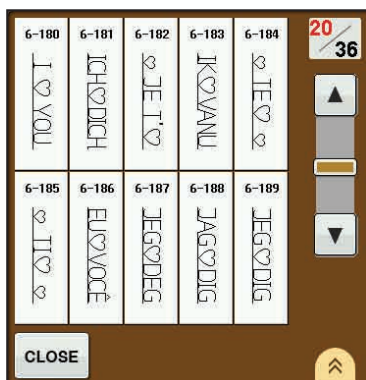 6-180
I ♡ YOU
6-181
ICH♡DICH
6-182
♡ JE T'♡
6-183
IK♡VANU
6-184
♡ TE♡ ♡
6-185
♡ TI♡ ♡
6-186
EU♡VOCÊ
6-187
JEG♡DEG
6-188
JAG♡DIG
6-189
JEG♡DIG
20/36
CLOSE